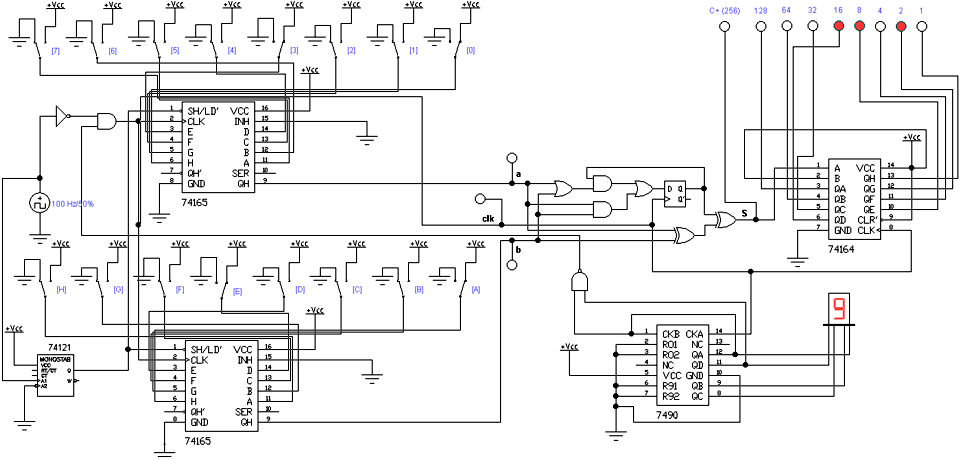 +Vcc +Vcc +Vcc +Vcc +Vcc +Vcc +Vcc +Vcc
[7] [6] [5] [4] [3] [2] [1] [0]
C+ (256) 128 64 32 16 8 4 2 1
+Vcc
1 SH/LD' VCC 16
2 CLK INH 15
3 E D 14
4 F C 13
5 G B 12
6 H A 11
7 QH' SER 10
8 GND QH 9
74165
100 Hz/50%
a
clk
b
D Q
Q'
S
+Vcc
1 A VCC 14
2 B QH 13
3 QA QG 12
4 QB QF 11
5 QC QE 10
6 QD CLR' 9
7 GND CLK 8
74164
+Vcc +Vcc +Vcc +Vcc +Vcc +Vcc +Vcc +Vcc
[H] [G] [F] [E] [D] [C] [B] [A]
+Vcc
74121
MONOSTAB
VCC
RT/CT
CT
A1
A2
Q
+Vcc
1 SH/LD' VCC 16
2 CLK INH 15
3 E D 14
4 F C 13
5 G B 12
6 H A 11
7 QH' SER 10
8 GND QH 9
74165
+Vcc
1 CKB CKA 14
2 RO1 NC 13
3 RO2 QA 12
4 NC QD 11
5 VCC GND 10
6 R91 QB 9
7 R92 QC 8
7490
9